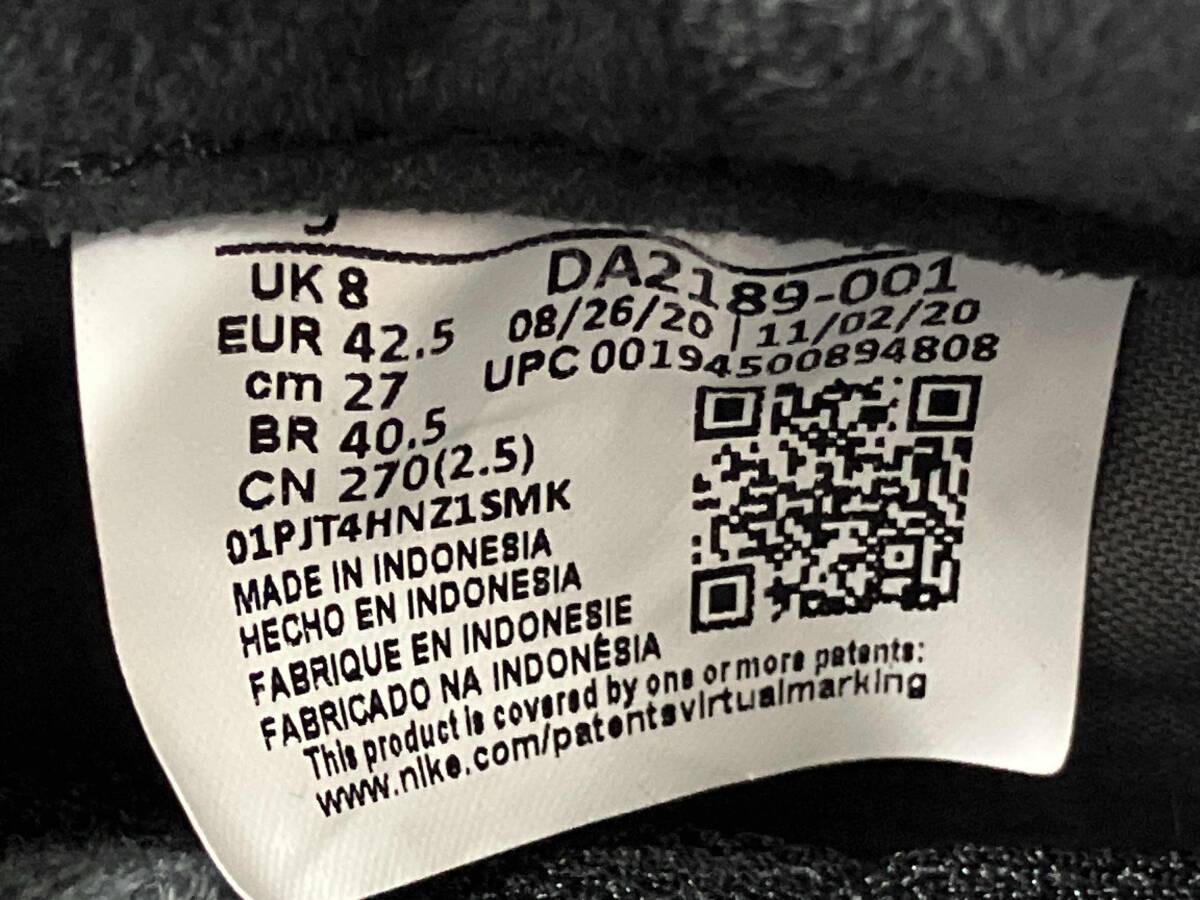 UK 8
EUR 42.5
cm 27
BR 40.5
CN 270(2.5)
DA2189-001
08/26/20 | 11/02/20
UPC 00194500894808
01PJT4HNZ1SMK
MADE IN INDONESIA
HECHO EN INDONESIA
FABRIQUE EN INDONESIE
FABRICADO NA INDONÉSIA
This product is covered by one or more patents:
www.nike.com/patentsvirtualmarking